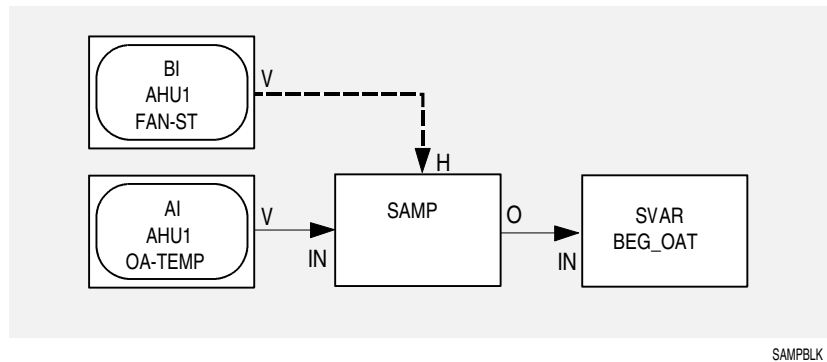 BI
AHU1
FAN-ST
V
H
AI
AHU1
OA-TEMP
V
IN
SAMP
O
IN
SVAR
BEG_OAT
SAMPBLK